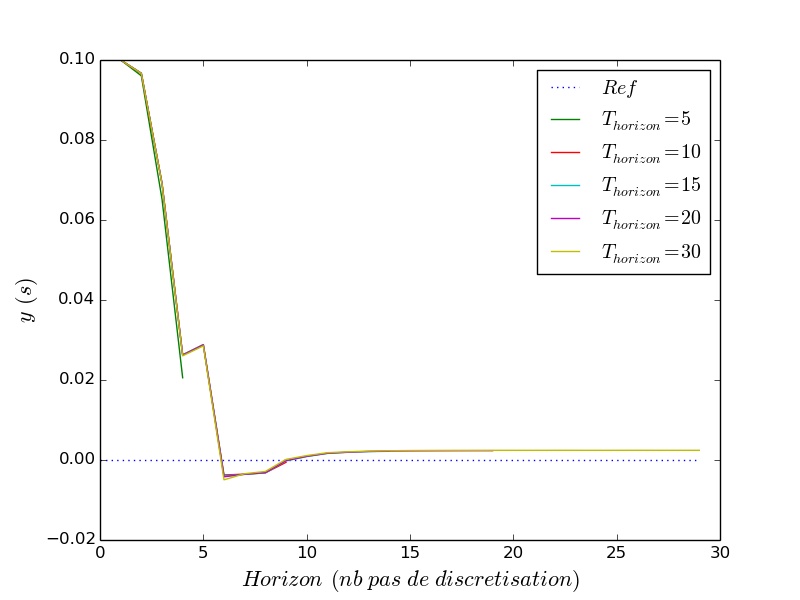 0.10
0.08
0.06
0.04
0.02
0.00
−0.02
0
5
10
15
20
25
30
y (s)
Horizon (nb pas de discretisation)
Ref
T_horizon=5
T_horizon=10
T_horizon=15
T_horizon=20
T_horizon=30